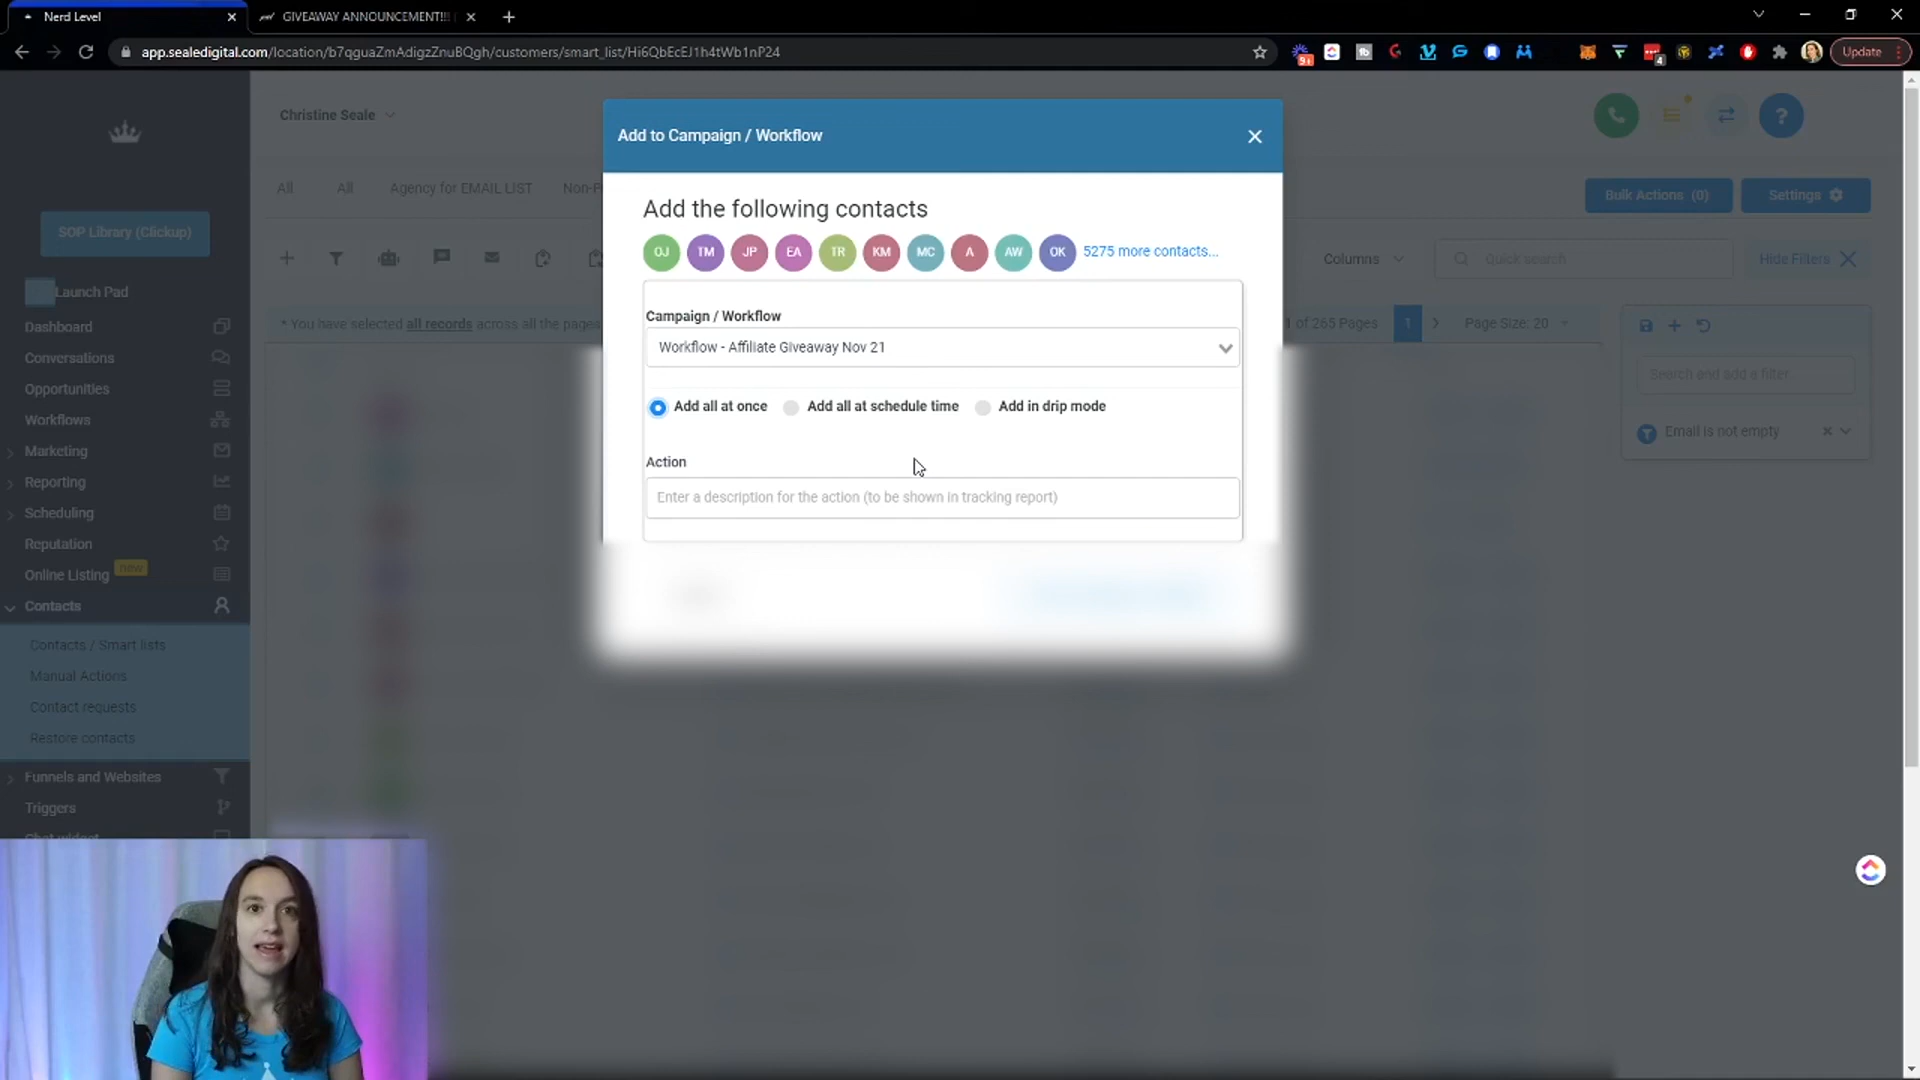 Nerd Level
GIVEAWAY ANNOUNCEMENT!!!
app.sealedigital.com/location/b7qguaZmAdigzZnuBQgh/customers/smart_list/Hi6QbEcEJ1h4tWb1nP24
Update
Christine Seale
All All Agency for EMAIL LIST Non-P
Bulk Actions (0) Settings
SOP Library (Clickup)
Columns Quick search Hide Filters
Launch Pad
Dashboard
Conversations
Opportunities
Workflows
Marketing
Reporting
Scheduling
Reputation
Online Listing new
Contacts
Contacts / Smart lists
Manual Actions
Contact requests
Restore contacts
Funnels and Websites
Triggers
Chat widget
* You have selected all records across all the pages
of 265 Pages 1 Page Size: 20
Search and add a filter
Email is not empty
Add to Campaign / Workflow
Add the following contacts
OJ TM JP EA TR KM MC A AW OK 5275 more contacts...
Campaign / Workflow
Workflow - Affiliate Giveaway Nov 21
Add all at once Add all at schedule time Add in drip mode
Action
Enter a description for the action (to be shown in tracking report)